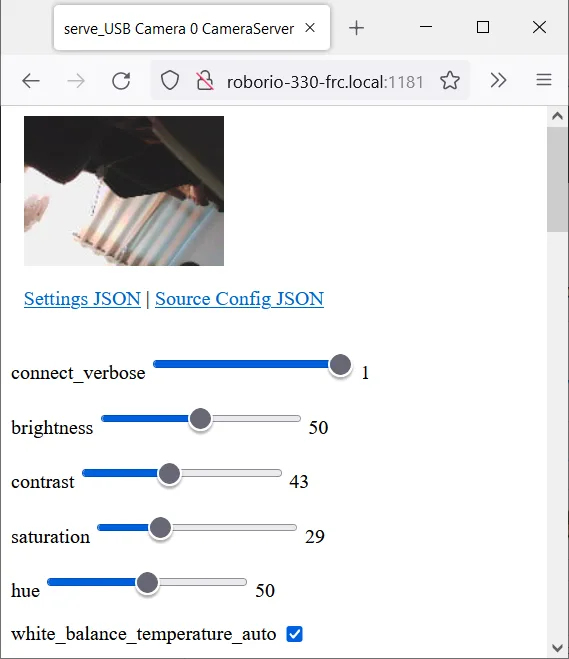 serve_USB Camera 0 CameraServer
roborio-330-frc.local:1181
Settings JSON | Source Config JSON
connect_verbose 1
brightness 50
contrast 43
saturation 29
hue 50
white_balance_temperature_auto